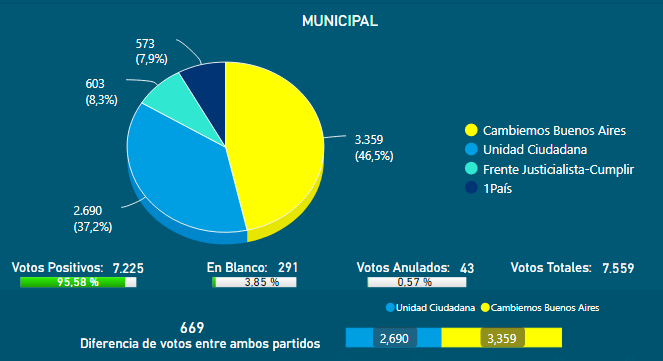 MUNICIPAL
573
(7,9%)
603
(8,3%)
3.359
(46,5%)
2.690
(37,2%)
Cambiemos Buenos Aires
Unidad Ciudadana
Frente Justicialista-Cumplir
1País
Votos Positivos: 7.225 En Blanco: 291 Votos Anulados: 43 Votos Totales: 7.559
95,58 % 3.85 % 0,57 %
Unidad Ciudadana Cambiemos Buenos Aires
669
Diferencia de votos entre ambos partidos
2,690 3,359